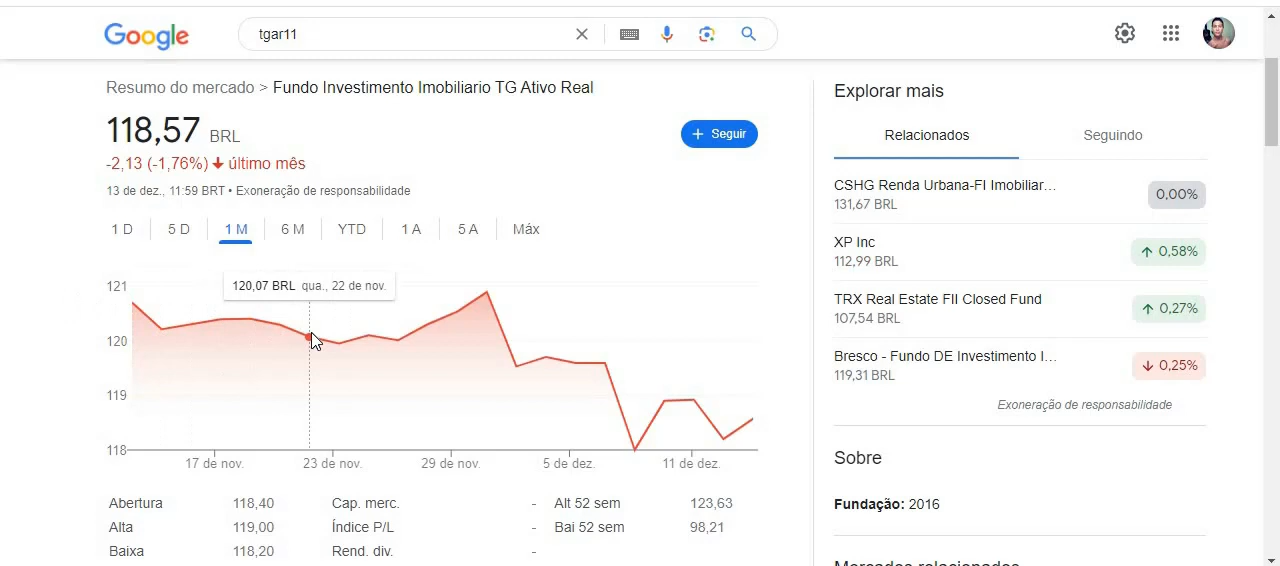 Google
tgar11
Resumo do mercado > Fundo Investimento Imobiliario TG Ativo Real
118,57 BRL
+ Seguir
-2,13 (-1,76%) último mês
13 de dez., 11:59 BRT • Exoneração de responsabilidade
1 D 5 D 1 M 6 M YTD 1 A 5 A Máx
120,07 BRL qua., 22 de nov.
121
120
119
118
17 de nov. 23 de nov. 29 de nov. 5 de dez. 11 de dez.
Abertura 118,40 Cap. merc. - Alt 52 sem 123,63
Alta 119,00 Índice P/L - Bai 52 sem 98,21
Baixa 118,20 Rend. div. -
Explorar mais
Relacionados Seguindo
CSHG Renda Urbana-FI Imobiliar... 0,00%
131,67 BRL
XP Inc 0,58%
112,99 BRL
TRX Real Estate FII Closed Fund 0,27%
107,54 BRL
Bresco - Fundo DE Investimento I... 0,25%
119,31 BRL
Exoneração de responsabilidade
Sobre
Fundação: 2016
Mercados relacionados